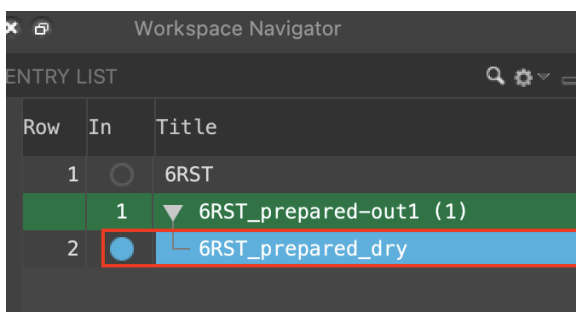 Workspace Navigator
ENTRY LIST
Row In Title
1 6RST
1 6RST_prepared-out1 (1)
2 6RST_prepared_dry